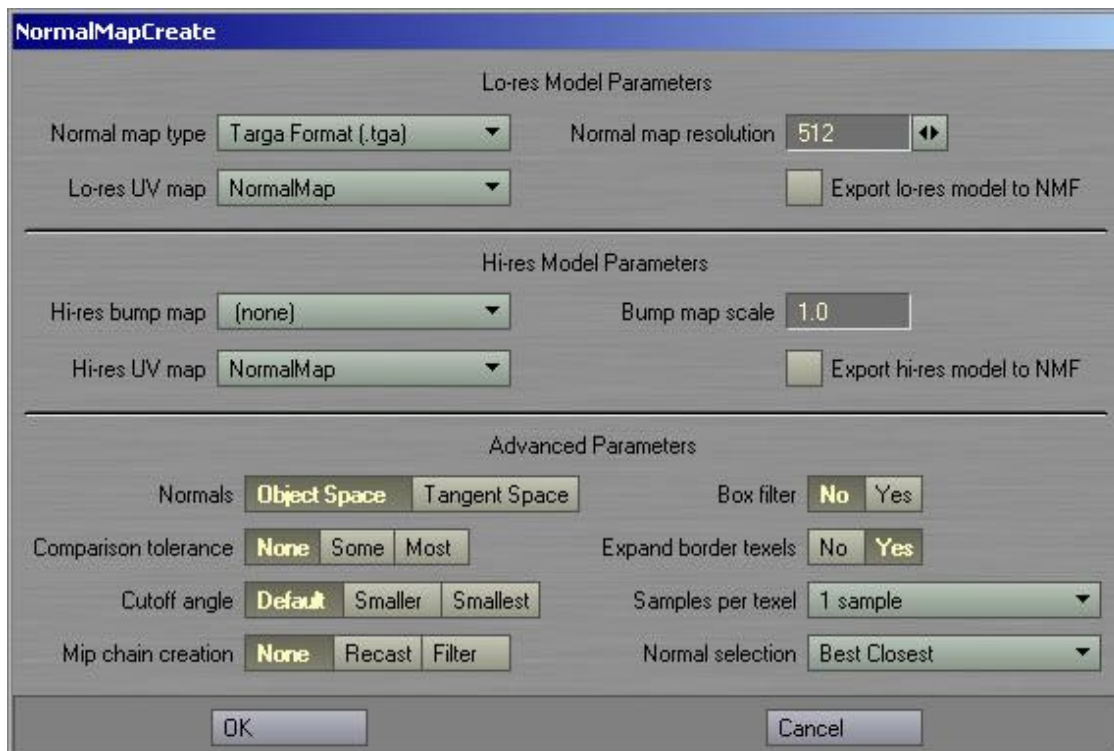 NormalMapCreate
Lo-res Model Parameters
Normal map type Targa Format (.tga) Normal map resolution 512
Lo-res UV map NormalMap Export lo-res model to NMF
Hi-res Model Parameters
Hi-res bump map (none) Bump map scale 1.0
Hi-res UV map NormalMap Export hi-res model to NMF
Advanced Parameters
Normals Object Space Tangent Space Box filter No Yes
Comparison tolerance None Some Most Expand border texels No Yes
Cutoff angle Default Smaller Smallest Samples per texel 1 sample
Mip chain creation None Recast Filter Normal selection Best Closest
OK Cancel